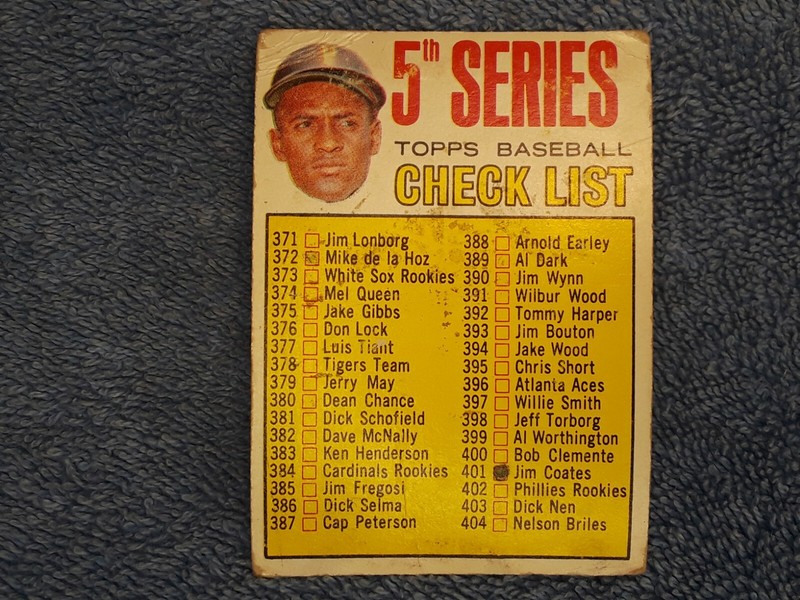 5th SERIES
TOPPS BASEBALL
CHECK LIST
371 Jim Lonborg
372 Mike de la Hoz
373 White Sox Rookies
374 Mel Queen
375 Jake Gibbs
376 Don Lock
377 Luis Tiant
378 Tigers Team
379 Jerry May
380 Dean Chance
381 Dick Schofield
382 Dave McNally
383 Ken Henderson
384 Cardinals Rookies
385 Jim Fregosi
386 Dick Selma
387 Cap Peterson
388 Arnold Earley
389 Al Dark
390 Jim Wynn
391 Wilbur Wood
392 Tommy Harper
393 Jim Bouton
394 Jake Wood
395 Chris Short
396 Atlanta Aces
397 Willie Smith
398 Jeff Torborg
399 Al Worthington
400 Bob Clemente
401 Jim Coates
402 Phillies Rookies
403 Dick Nen
404 Nelson Briles